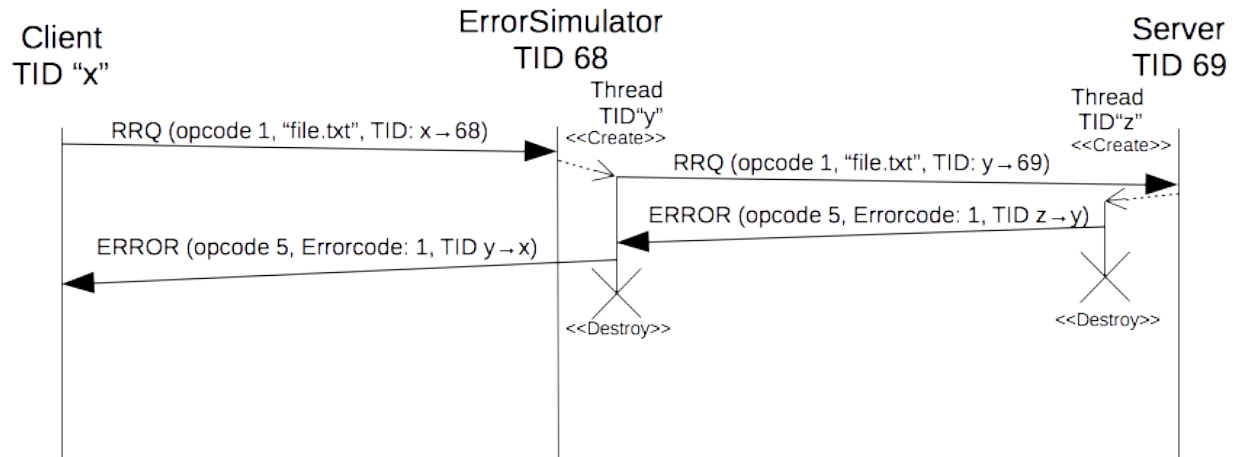 Client
TID “x”
ErrorSimulator
TID 68
Server
TID 69
Thread
TID“y”
<<Create>>
Thread
TID“z”
<<Create>>
RRQ (opcode 1, “file.txt”, TID: x→68)
RRQ (opcode 1, “file.txt”, TID: y→69)
ERROR (opcode 5, Errorcode: 1, TID z→y)
ERROR (opcode 5, Errorcode: 1, TID y→x)
<<Destroy>>
<<Destroy>>